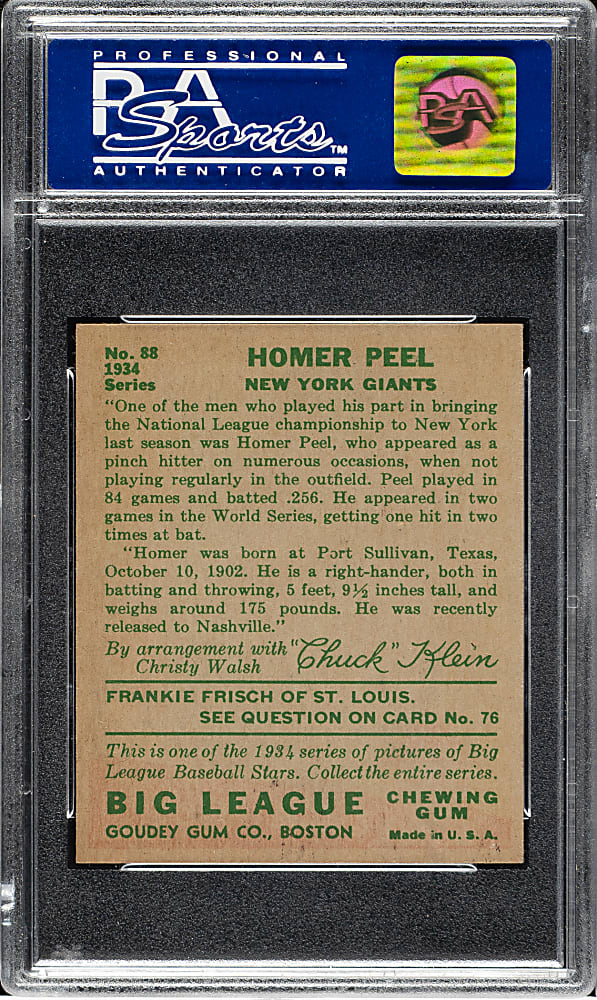 PROFESSIONAL
PSA
Sports TM
AUTHENTICATOR
PSA
No. 88
1934
Series
HOMER PEEL
NEW YORK GIANTS
"One of the men who played his part in bringing
the National League championship to New York
last season was Homer Peel, who appeared as a
pinch hitter on numerous occasions, when not
playing regularly in the outfield. Peel played in
84 games and batted .256. He appeared in two
games in the World Series, getting one hit in two
times at bat.
"Homer was born at Port Sullivan, Texas,
October 10, 1902. He is a right-hander, both in
batting and throwing, 5 feet, 9½ inches tall, and
weighs around 175 pounds. He was recently
released to Nashville."
By arrangement with
Christy Walsh
"Chuck" Klein
FRANKIE FRISCH OF ST. LOUIS.
SEE QUESTION ON CARD No. 76
This is one of the 1934 series of pictures of Big
League Baseball Stars. Collect the entire series.
BIG LEAGUE CHEWING
GUM
GOUDEY GUM CO., BOSTON Made in U. S. A.